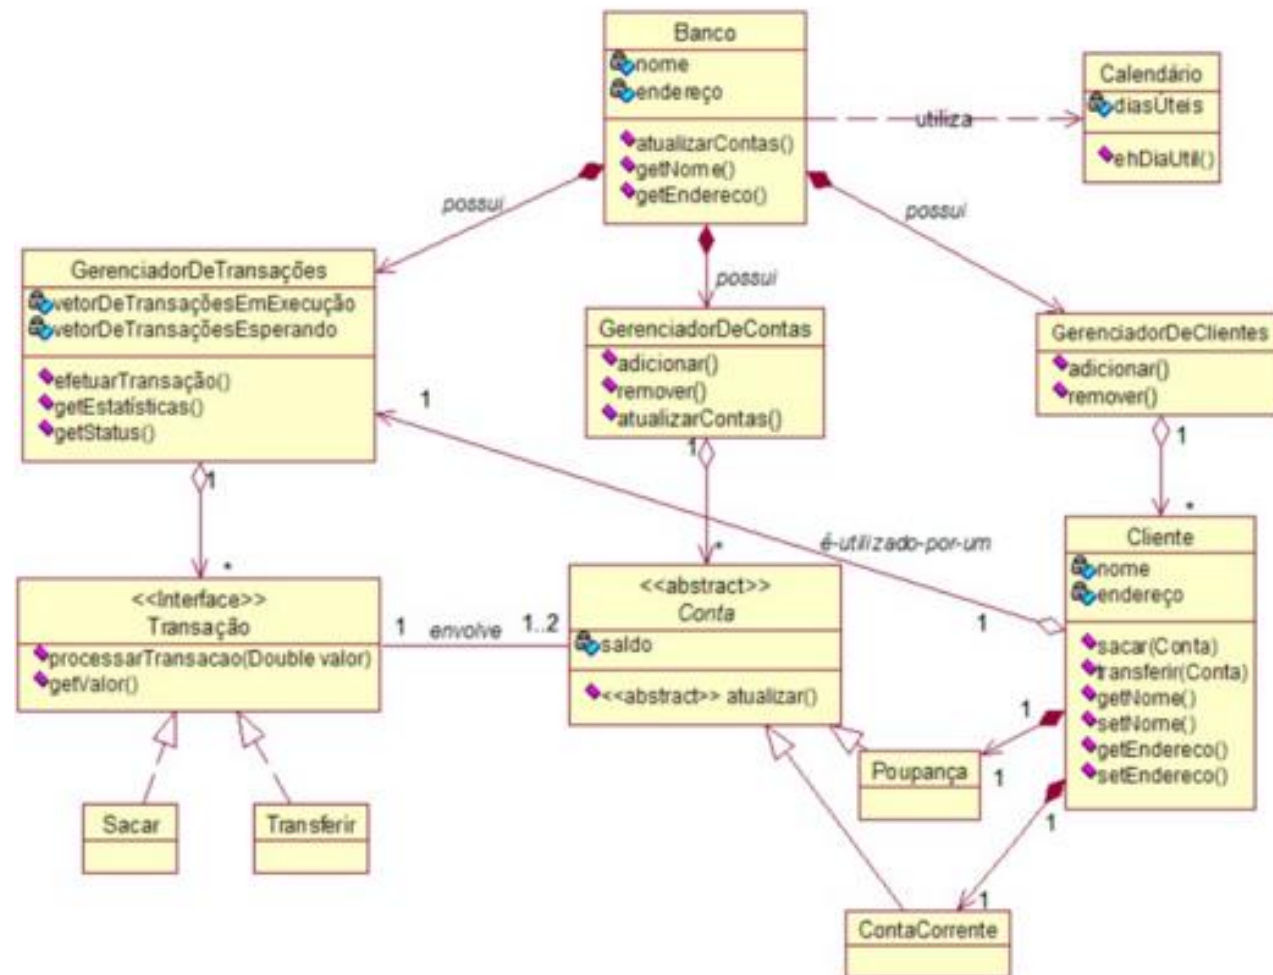 Banco
nome
endereço
atualizarContas()
getNome()
getEndereco()
Calendário
diasÚteis
ehDiaUtil()
utiliza
possui
possui
possui
GerenciadorDeTransações
vetorDeTransaçõesEmExecução
vetorDeTransaçõesEsperando
efetuarTransação()
getEstatísticas()
getStatus()
GerenciadorDeContas
adicionar()
remover()
atualizarContas()
GerenciadorDeClientes
adicionar()
remover()
1
1
1
1
*
*
*
é-utilizado-por-um
1
<<Interface>>
Transação
processarTransacao(Double valor)
getValor()
1
envolve
1..2
<<abstract>>
Conta
saldo
<<abstract>> atualizar()
Cliente
nome
endereço
sacar(Conta)
transferir(Conta)
getNome()
setNome()
getEndereco()
setEndereco()
1
1
1
1
Sacar
Transferir
Poupança
ContaCorrente